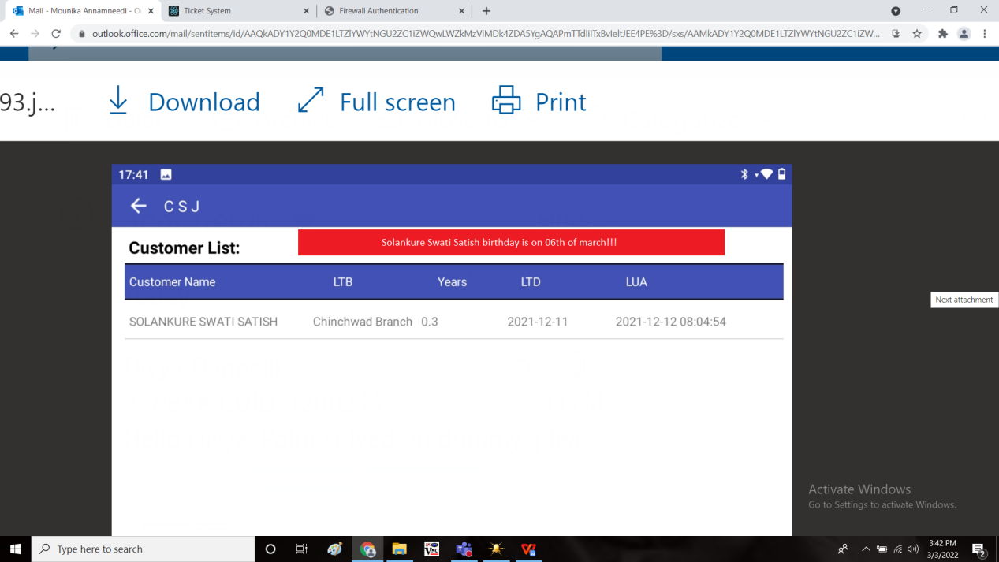 Mail - Mounika Annamneedi - Ou
Ticket System
Firewall Authentication
outlook.office.com/mail/sentitems/id/AAQkADY1Y2Q0MDE1LTZlYWYtNGU2ZC1iZWQwLWZkMzViMDk4ZDA5YgAQAPmTTdliITxBvIeltJEE4PE%3D/sxs/AAMkADY1Y2Q0MDE1LTZlYWYtNGU2ZC1iZW...
93.j...
Download
Full screen
Print
17:41
C S J
Solankure Swati Satish birthday is on 06th of march!!!
Customer List:
Customer Name LTB Years LTD LUA
SOLANKURE SWATI SATISH Chinchwad Branch 0.3 2021-12-11 2021-12-12 08:04:54
Next attachment
Activate Windows
Go to Settings to activate Windows.
Type here to search
3:42 PM
3/3/2022
2